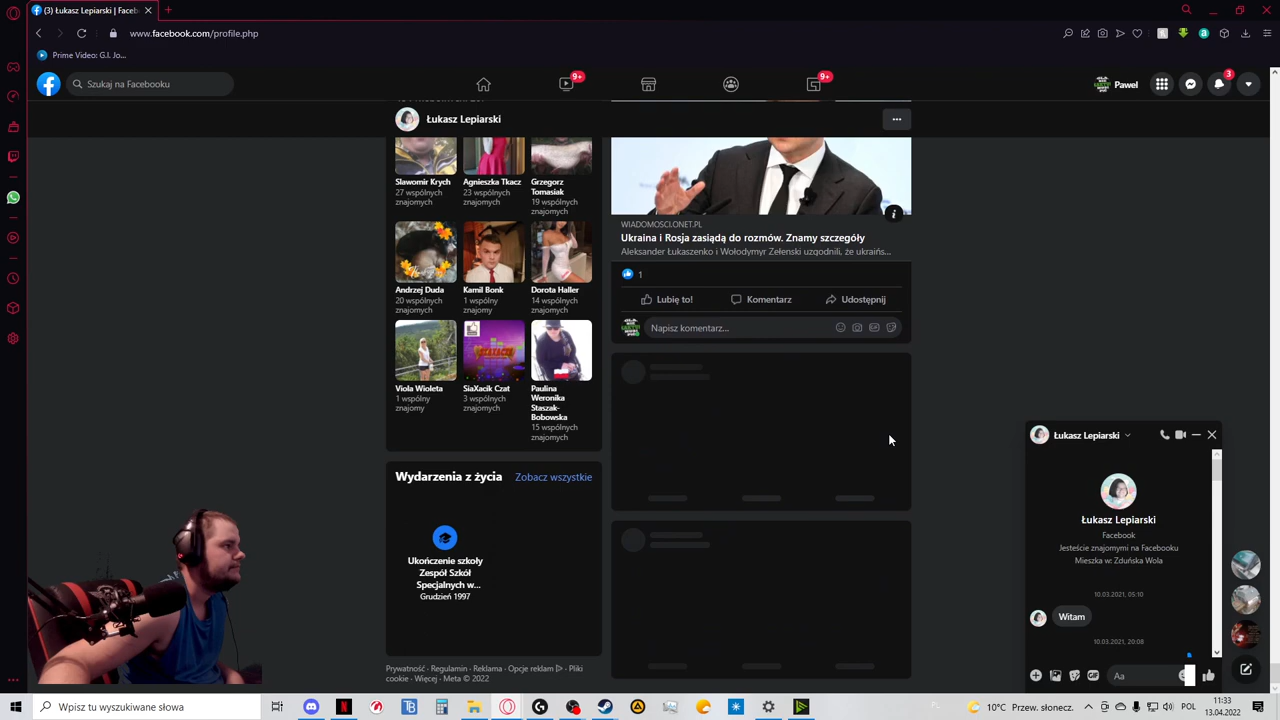 (3) Łukasz Lepiarski | Faceb
www.facebook.com/profile.php
Prime Video: G.I. Jo...
Szukaj na Facebooku
9+
9+
Pawel
3
Łukasz Lepiarski
Slawomir Krych
27 wspólnych
znajomych
Agnieszka Tkacz
23 wspólnych
znajomych
Grzegorz
Tomasiak
19 wspólnych
znajomych
Andrzej Duda
20 wspólnych
znajomych
Kamil Bonk
1 wspólny
znajomy
Dorota Haller
14 wspólnych
znajomych
Viola Wioleta
1 wspólny
znajomy
SiaXacik Czat
3 wspólnych
znajomych
Paulina
Weronika
Staszak-
Bobowska
15 wspólnych
znajomych
Wydarzenia z życia
Zobacz wszystkie
Ukończenie szkoły
Zespół Szkół
Specjalnych w...
Grudzień 1997
Prywatność · Regulamin · Reklama · Opcje reklam · Pliki
cookie · Więcej · Meta © 2022
WIADOMOSCI.ONET.PL
Ukraina i Rosja zasiądą do rozmów. Znamy szczegóły
Aleksander Łukaszenko i Wołodymyr Zełenski uzgodnili, że ukraińs...
1
Lubię to!
Komentarz
Udostępnij
Napisz komentarz...
Łukasz Lepiarski
Łukasz Lepiarski
Facebook
Jesteście znajomymi na Facebooku
Mieszka w: Zduńska Wola
10.03.2021, 05:10
Witam
10.03.2021, 20:08
GIF
Aa
Wpisz tu wyszukiwane słowa
PL
10°C Przew. słonecz.
POL
11:33
13.04.2022